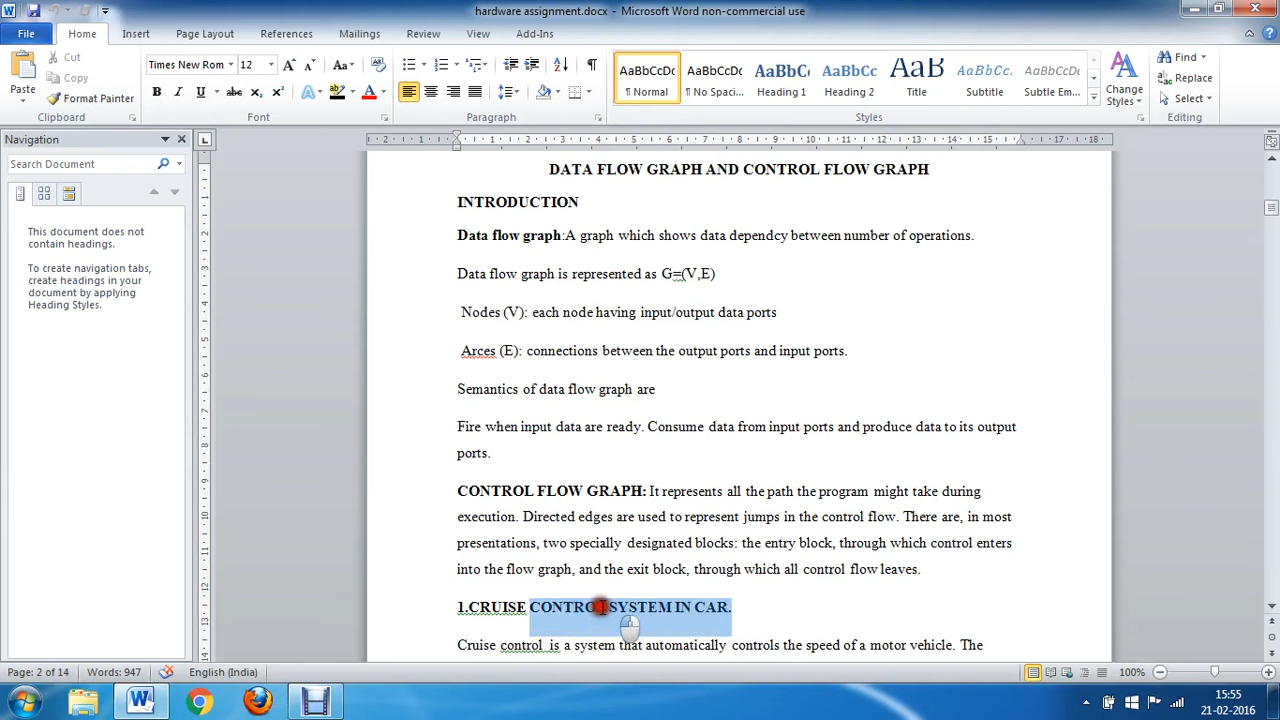 hardware assignment.docx - Microsoft Word non-commercial use
File Home Insert Page Layout References Mailings Review View Add-Ins
Paste
Cut
Copy
Format Painter
Clipboard
Times New Rom 12
Font
Paragraph
AaBbCcDc AaBbCcDc AaBbCc AaBbCc AaB AaBbCcL AaBbCcDc
¶ Normal ¶ No Spaci... Heading 1 Heading 2 Title Subtitle Subtle Em...
Styles
Change
Styles
Find
Replace
Select
Editing
Navigation
Search Document
This document does not
contain headings.
To create navigation tabs,
create headings in your
document by applying
Heading Styles.
DATA FLOW GRAPH AND CONTROL FLOW GRAPH
INTRODUCTION
Data flow graph:A graph which shows data dependcy between number of operations.
Data flow graph is represented as G=(V,E)
Nodes (V): each node having input/output data ports
Arces (E): connections between the output ports and input ports.
Semantics of data flow graph are
Fire when input data are ready. Consume data from input ports and produce data to its output
ports.
CONTROL FLOW GRAPH: It represents all the path the program might take during
execution. Directed edges are used to represent jumps in the control flow. There are, in most
presentations, two specially designated blocks: the entry block, through which control enters
into the flow graph, and the exit block, through which all control flow leaves.
1.CRUISE CONTROL SYSTEM IN CAR.
Cruise control is a system that automatically controls the speed of a motor vehicle. The
Page: 2 of 14 Words: 947 English (India) 100%
15:55
21-02-2016